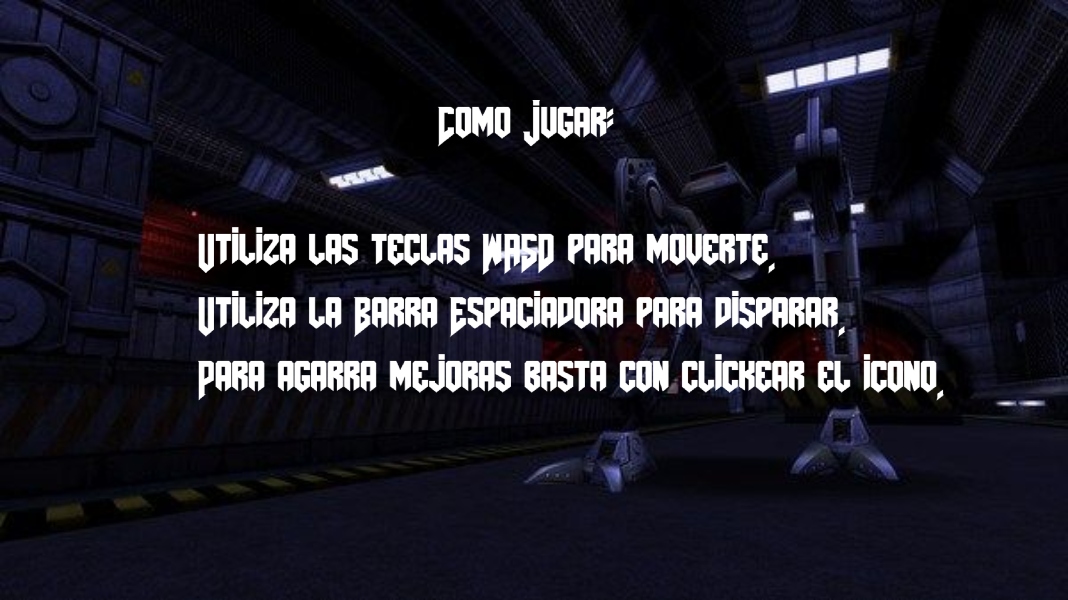 Como jugar:
Utiliza las teclas WASD para moverte,
Utiliza la Barra Espaciadora para disparar,
para agarra mejoras basta con clickear el icono,